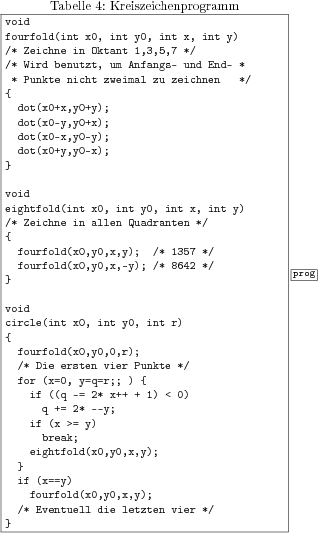 Tabelle 4: Kreiszeichenprogramm
void
fourfold(int x0, int y0, int x, int y)
/* Zeichne in Oktant 1,3,5,7 */
/* Wird benutzt, um Anfangs- und End- *
 * Punkte nicht zweimal zu zeichnen   */
{
  dot(x0+x,y0+y);
  dot(x0-y,y0+x);
  dot(x0-x,y0-y);
  dot(x0+y,y0-x);
}

void
eightfold(int x0, int y0, int x, int y)
/* Zeichne in allen Quadranten */
{
  fourfold(x0,y0,x,y);  /* 1357 */
  fourfold(x0,y0,x,-y); /* 8642 */
}

void
circle(int x0, int y0, int r)
{
  fourfold(x0,y0,0,r);
  /* Die ersten vier Punkte */
  for (x=0, y=q=r;; ) {
    if ((q -= 2* x++ + 1) < 0)
      q += 2* --y;
    if (x >= y)
      break;
    eightfold(x0,y0,x,y);
  }
  if (x==y)
    fourfold(x0,y0,x,y);
  /* Eventuell die letzten vier */
}
prog